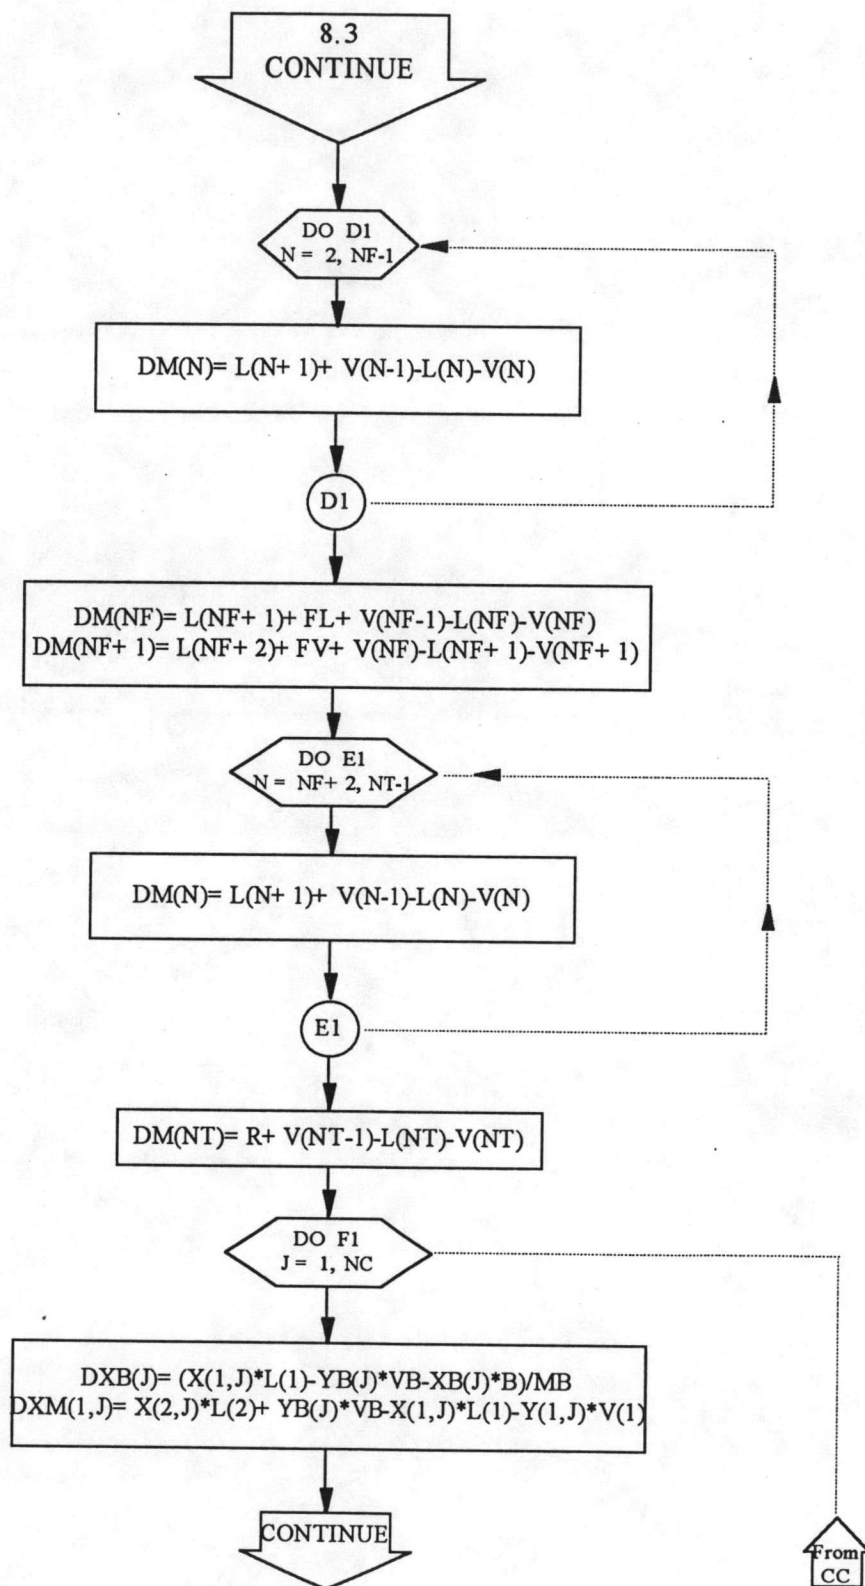 8.3
CONTINUE
DO D1
N = 2, NF-1
DM(N)= L(N+ 1)+ V(N-1)-L(N)-V(N)
D1
DM(NF)= L(NF+ 1)+ FL+ V(NF-1)-L(NF)-V(NF)
DM(NF+ 1)= L(NF+ 2)+ FV+ V(NF)-L(NF+ 1)-V(NF+ 1)
DO E1
N = NF+ 2, NT-1
DM(N)= L(N+ 1)+ V(N-1)-L(N)-V(N)
E1
DM(NT)= R+ V(NT-1)-L(NT)-V(NT)
DO F1
J = 1, NC
DXB(J)= (X(1,J)*L(1)-YB(J)*VB-XB(J)*B)/MB
DXM(1,J)= X(2,J)*L(2)+ YB(J)*VB-X(1,J)*L(1)-Y(1,J)*V(1)
CONTINUE
From
CC